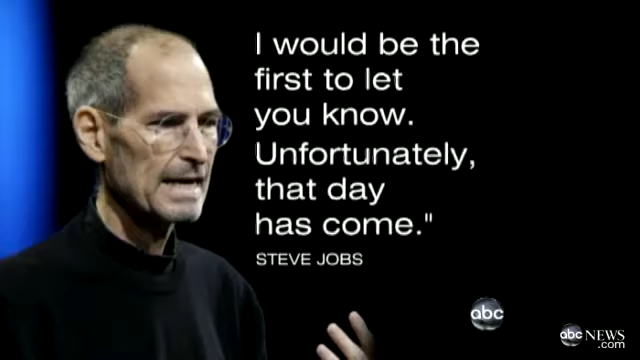 I would be the
first to let
you know.
Unfortunately,
that day
has come."
STEVE JOBS
abc
abc NEWS
.com